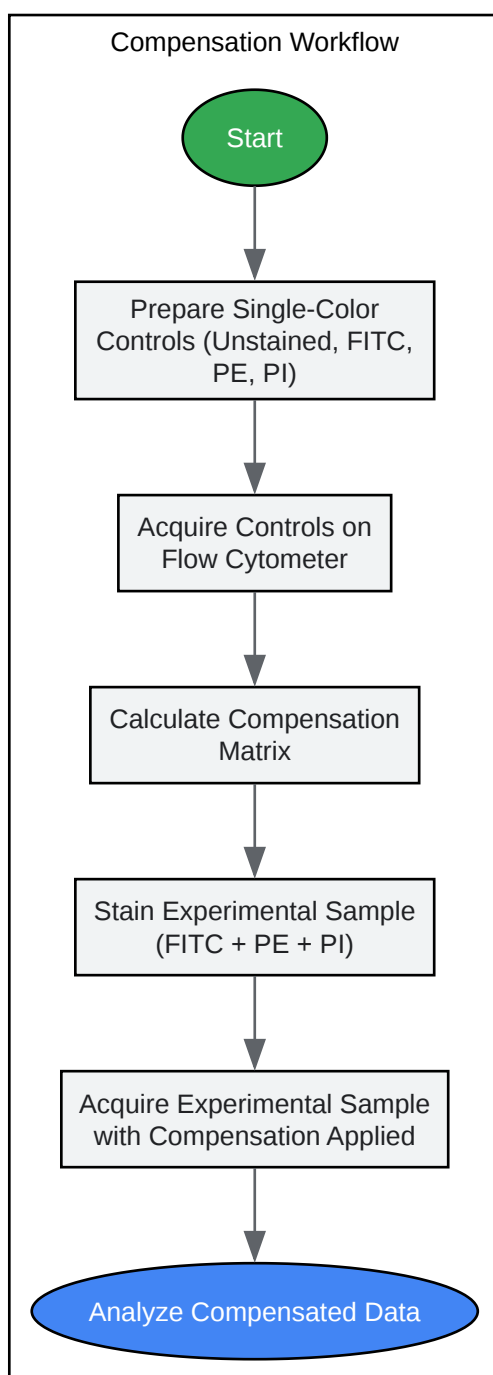 Compensation Workflow
Start
Prepare Single-Color
Controls (Unstained, FITC,
PE, PI)
Acquire Controls on
Flow Cytometer
Calculate Compensation
Matrix
Stain Experimental Sample
(FITC + PE + PI)
Acquire Experimental Sample
with Compensation Applied
Analyze Compensated Data